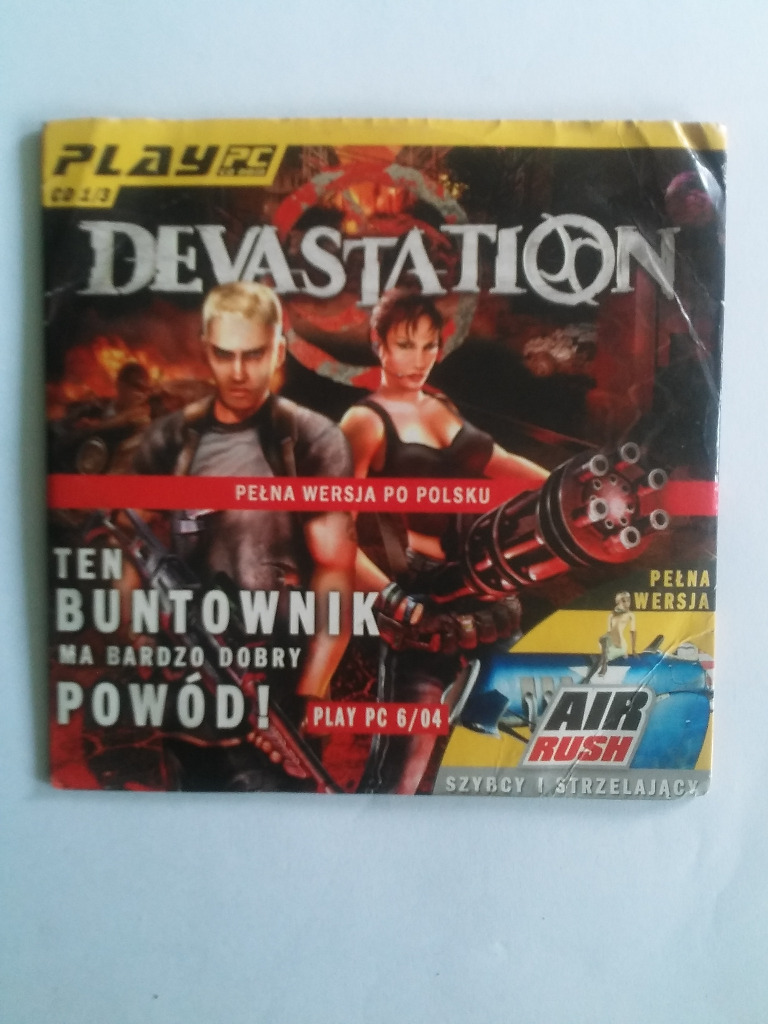 PLAY PC
CD 1/3
DEVASTATION
PEŁNA WERSJA PO POLSKU
TEN
BUNTOWNIK
MA BARDZO DOBRY
POWÓD!
PLAY PC 6/04
PEŁNA
WERSJA
AIR
RUSH
SZYBCY I STRZELAJĄCY